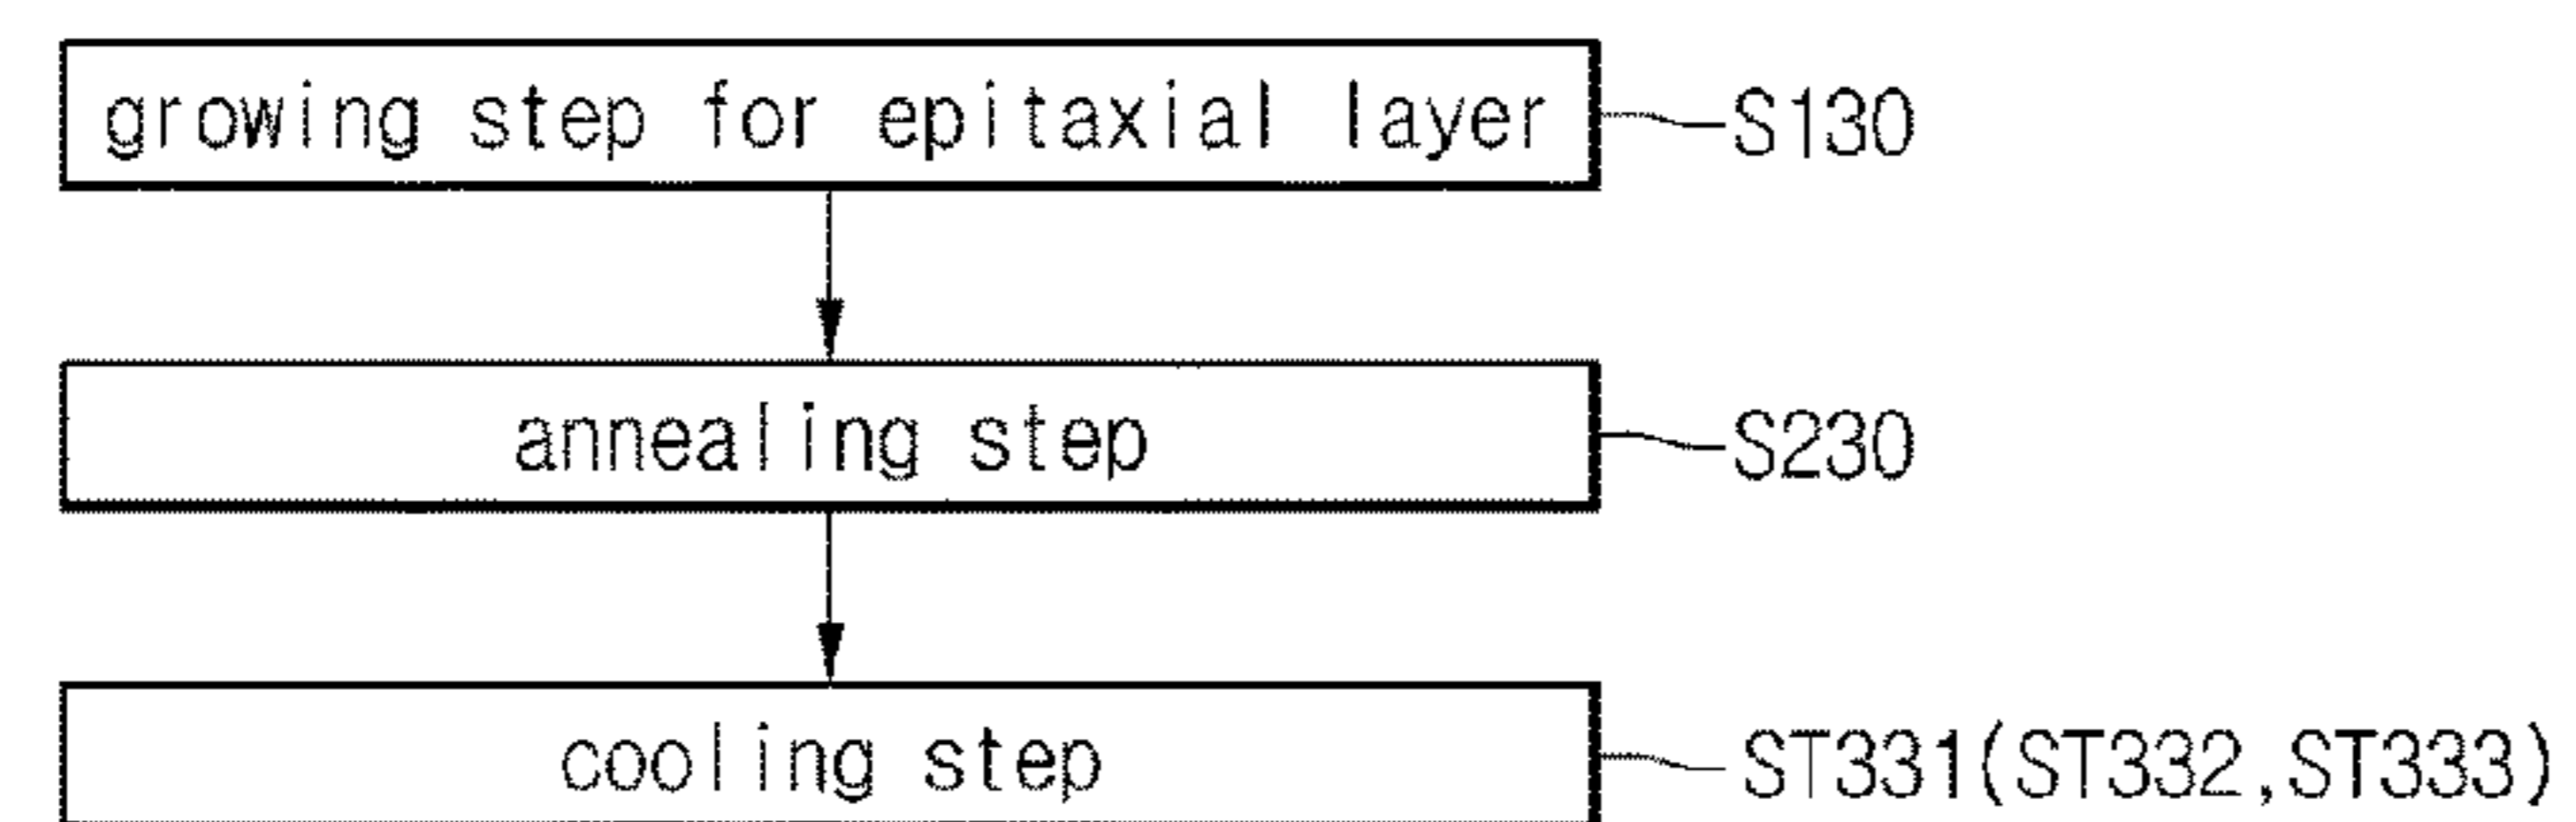 growing step for epitaxial layer S130
annealing step S230
cooling step ST331(ST332,ST333)